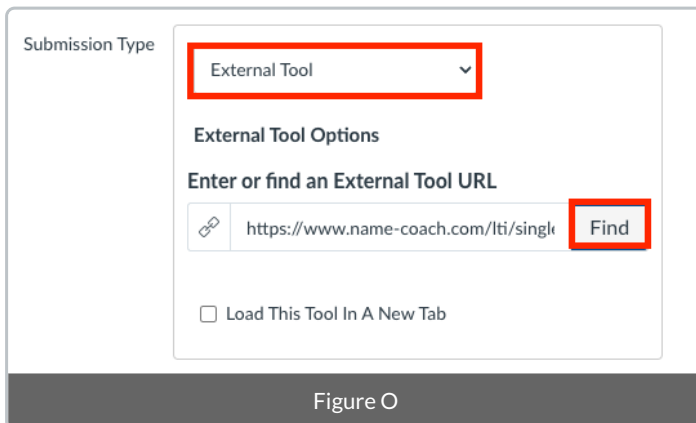 Submission Type
External Tool
External Tool Options
Enter or find an External Tool URL
https://www.name-coach.com/lti/single
Find
Load This Tool In A New Tab
Figure O